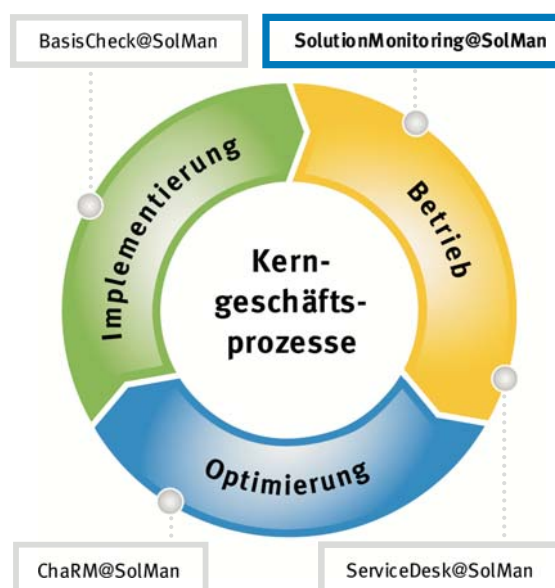 BasisCheck@SolMan
SolutionMonitoring@SolMan
Implementierung
Betrieb
Kern-
geschäfts-
prozesse
Optimierung
ChaRM@SolMan
ServiceDesk@SolMan